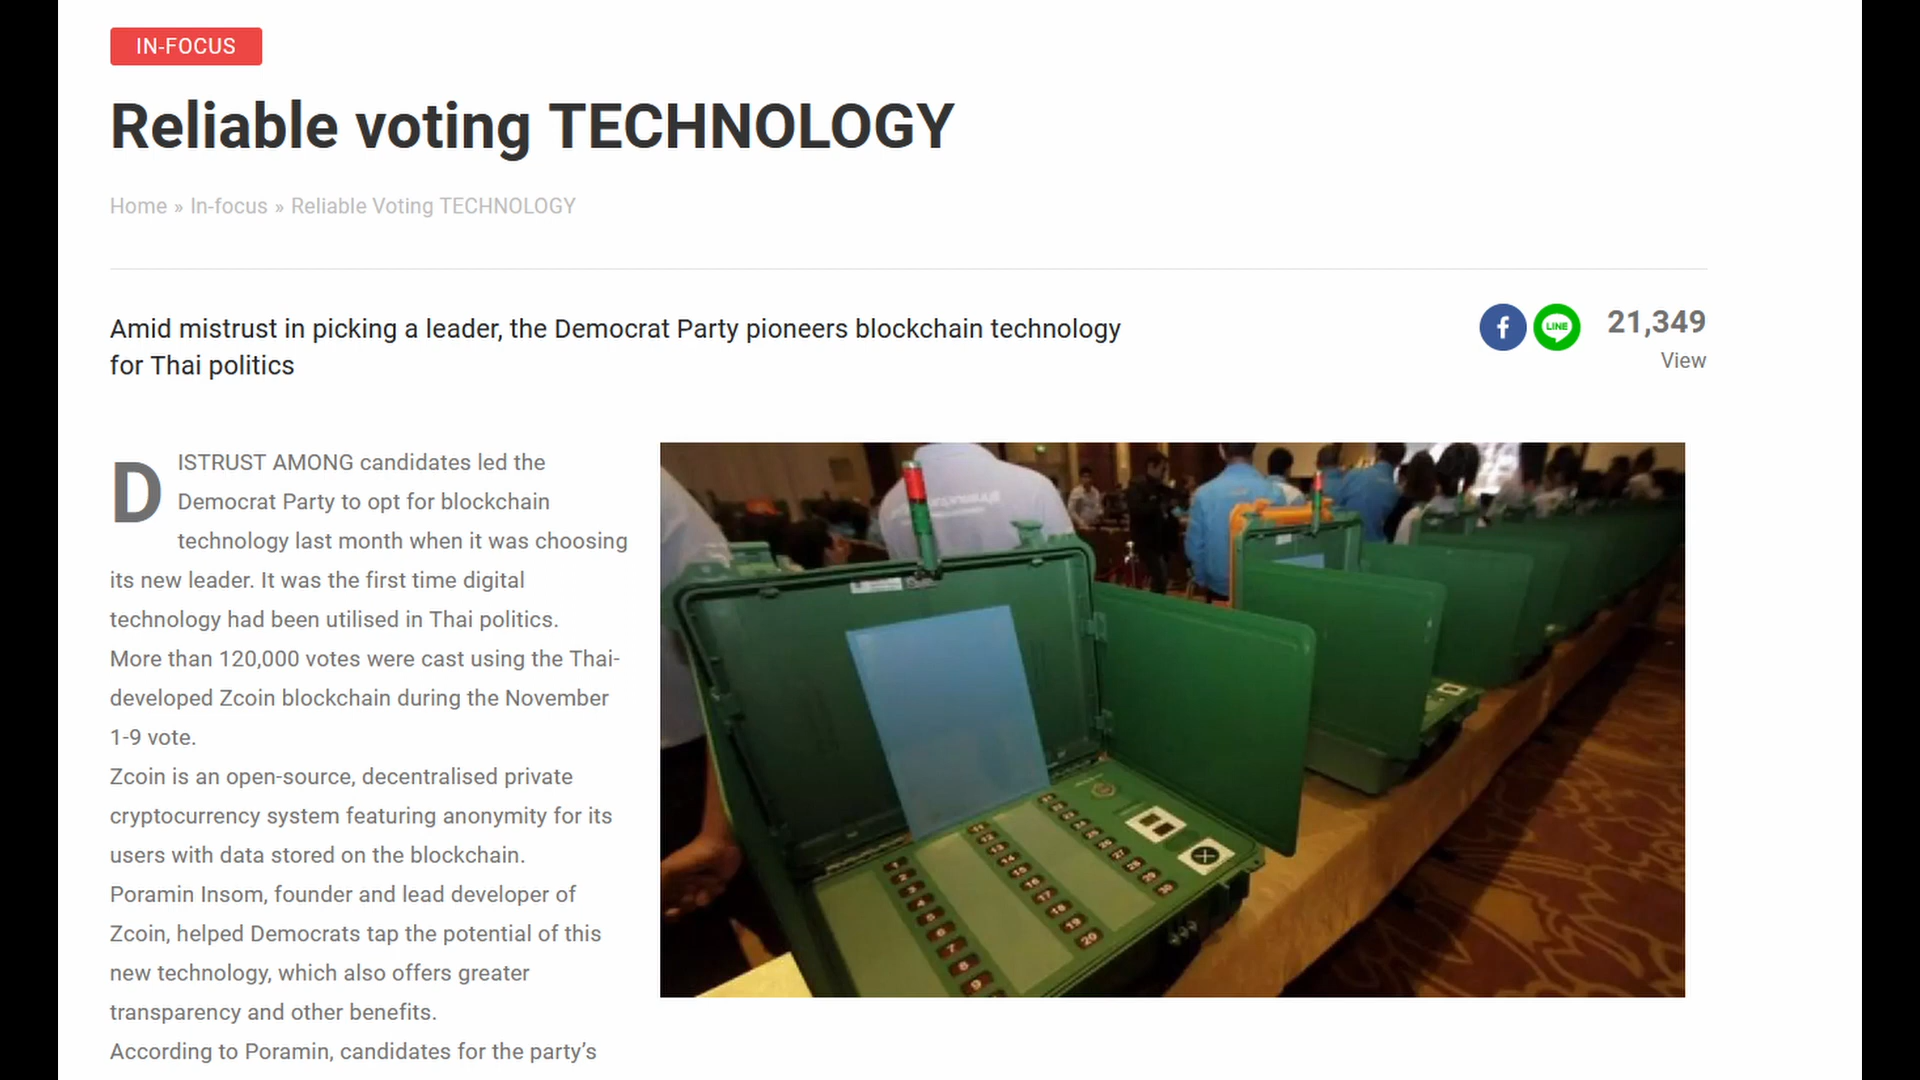 IN-FOCUS
Reliable voting TECHNOLOGY
Home » In-focus » Reliable Voting TECHNOLOGY
Amid mistrust in picking a leader, the Democrat Party pioneers blockchain technology
for Thai politics
LINE
21,349
View
DISTRUST AMONG candidates led the
Democrat Party to opt for blockchain
technology last month when it was choosing
its new leader. It was the first time digital
technology had been utilised in Thai politics.
More than 120,000 votes were cast using the Thai-
developed Zcoin blockchain during the November
1-9 vote.
Zcoin is an open-source, decentralised private
cryptocurrency system featuring anonymity for its
users with data stored on the blockchain.
Poramin Insom, founder and lead developer of
Zcoin, helped Democrats tap the potential of this
new technology, which also offers greater
transparency and other benefits.
According to Poramin, candidates for the party's